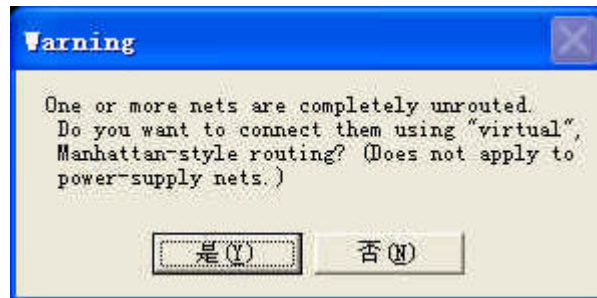 Warning
One or more nets are completely unrouted.
Do you want to connect them using "virtual",
Manhattan-style routing? (Does not apply to
power-supply nets.)
是(Y)
否(N)